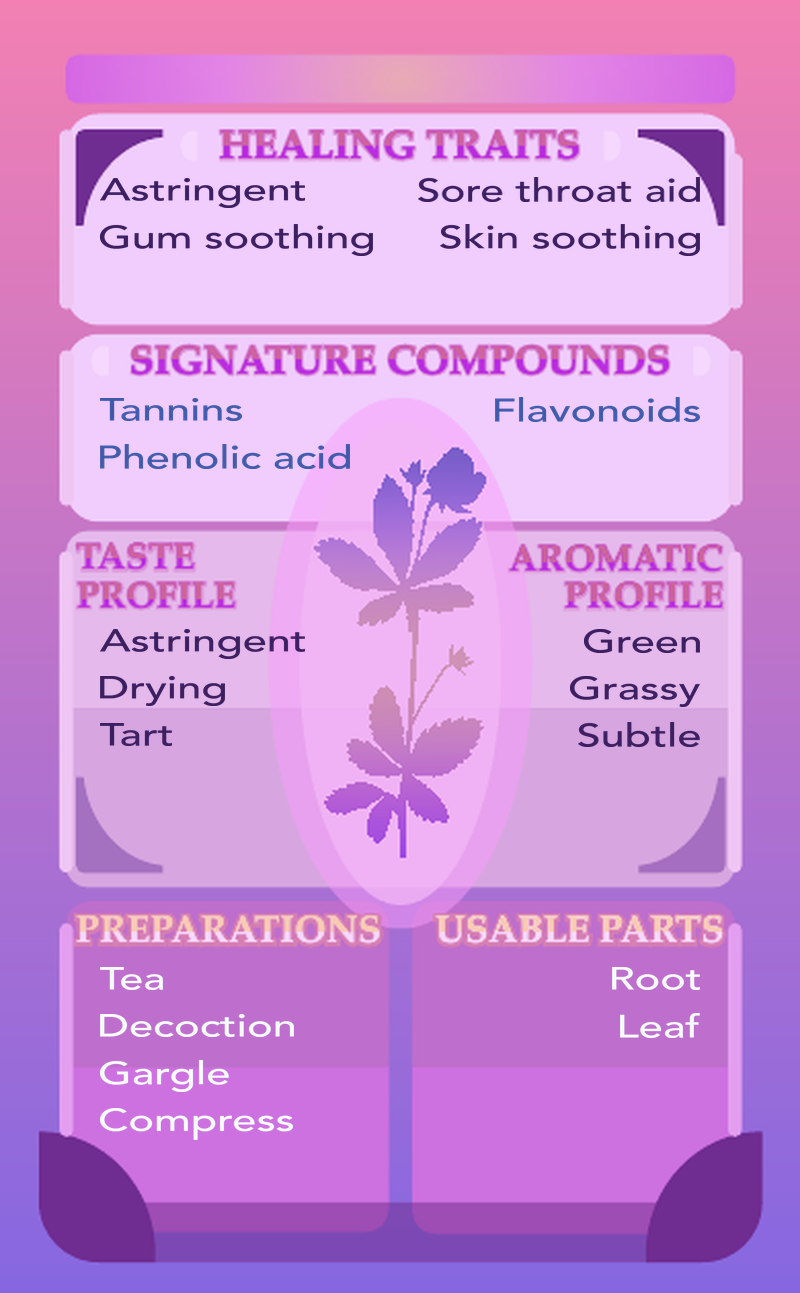 HEALING TRAITS
Astringent
Sore throat aid
Gum soothing
Skin soothing
SIGNATURE COMPOUNDS
Tannins
Flavonoids
Phenolic acid
TASTE
PROFILE
Astringent
Drying
Tart
AROMATIC
PROFILE
Green
Grassy
Subtle
PREPARATIONS
Tea
Decoction
Gargle
Compress
USABLE PARTS
Root
Leaf